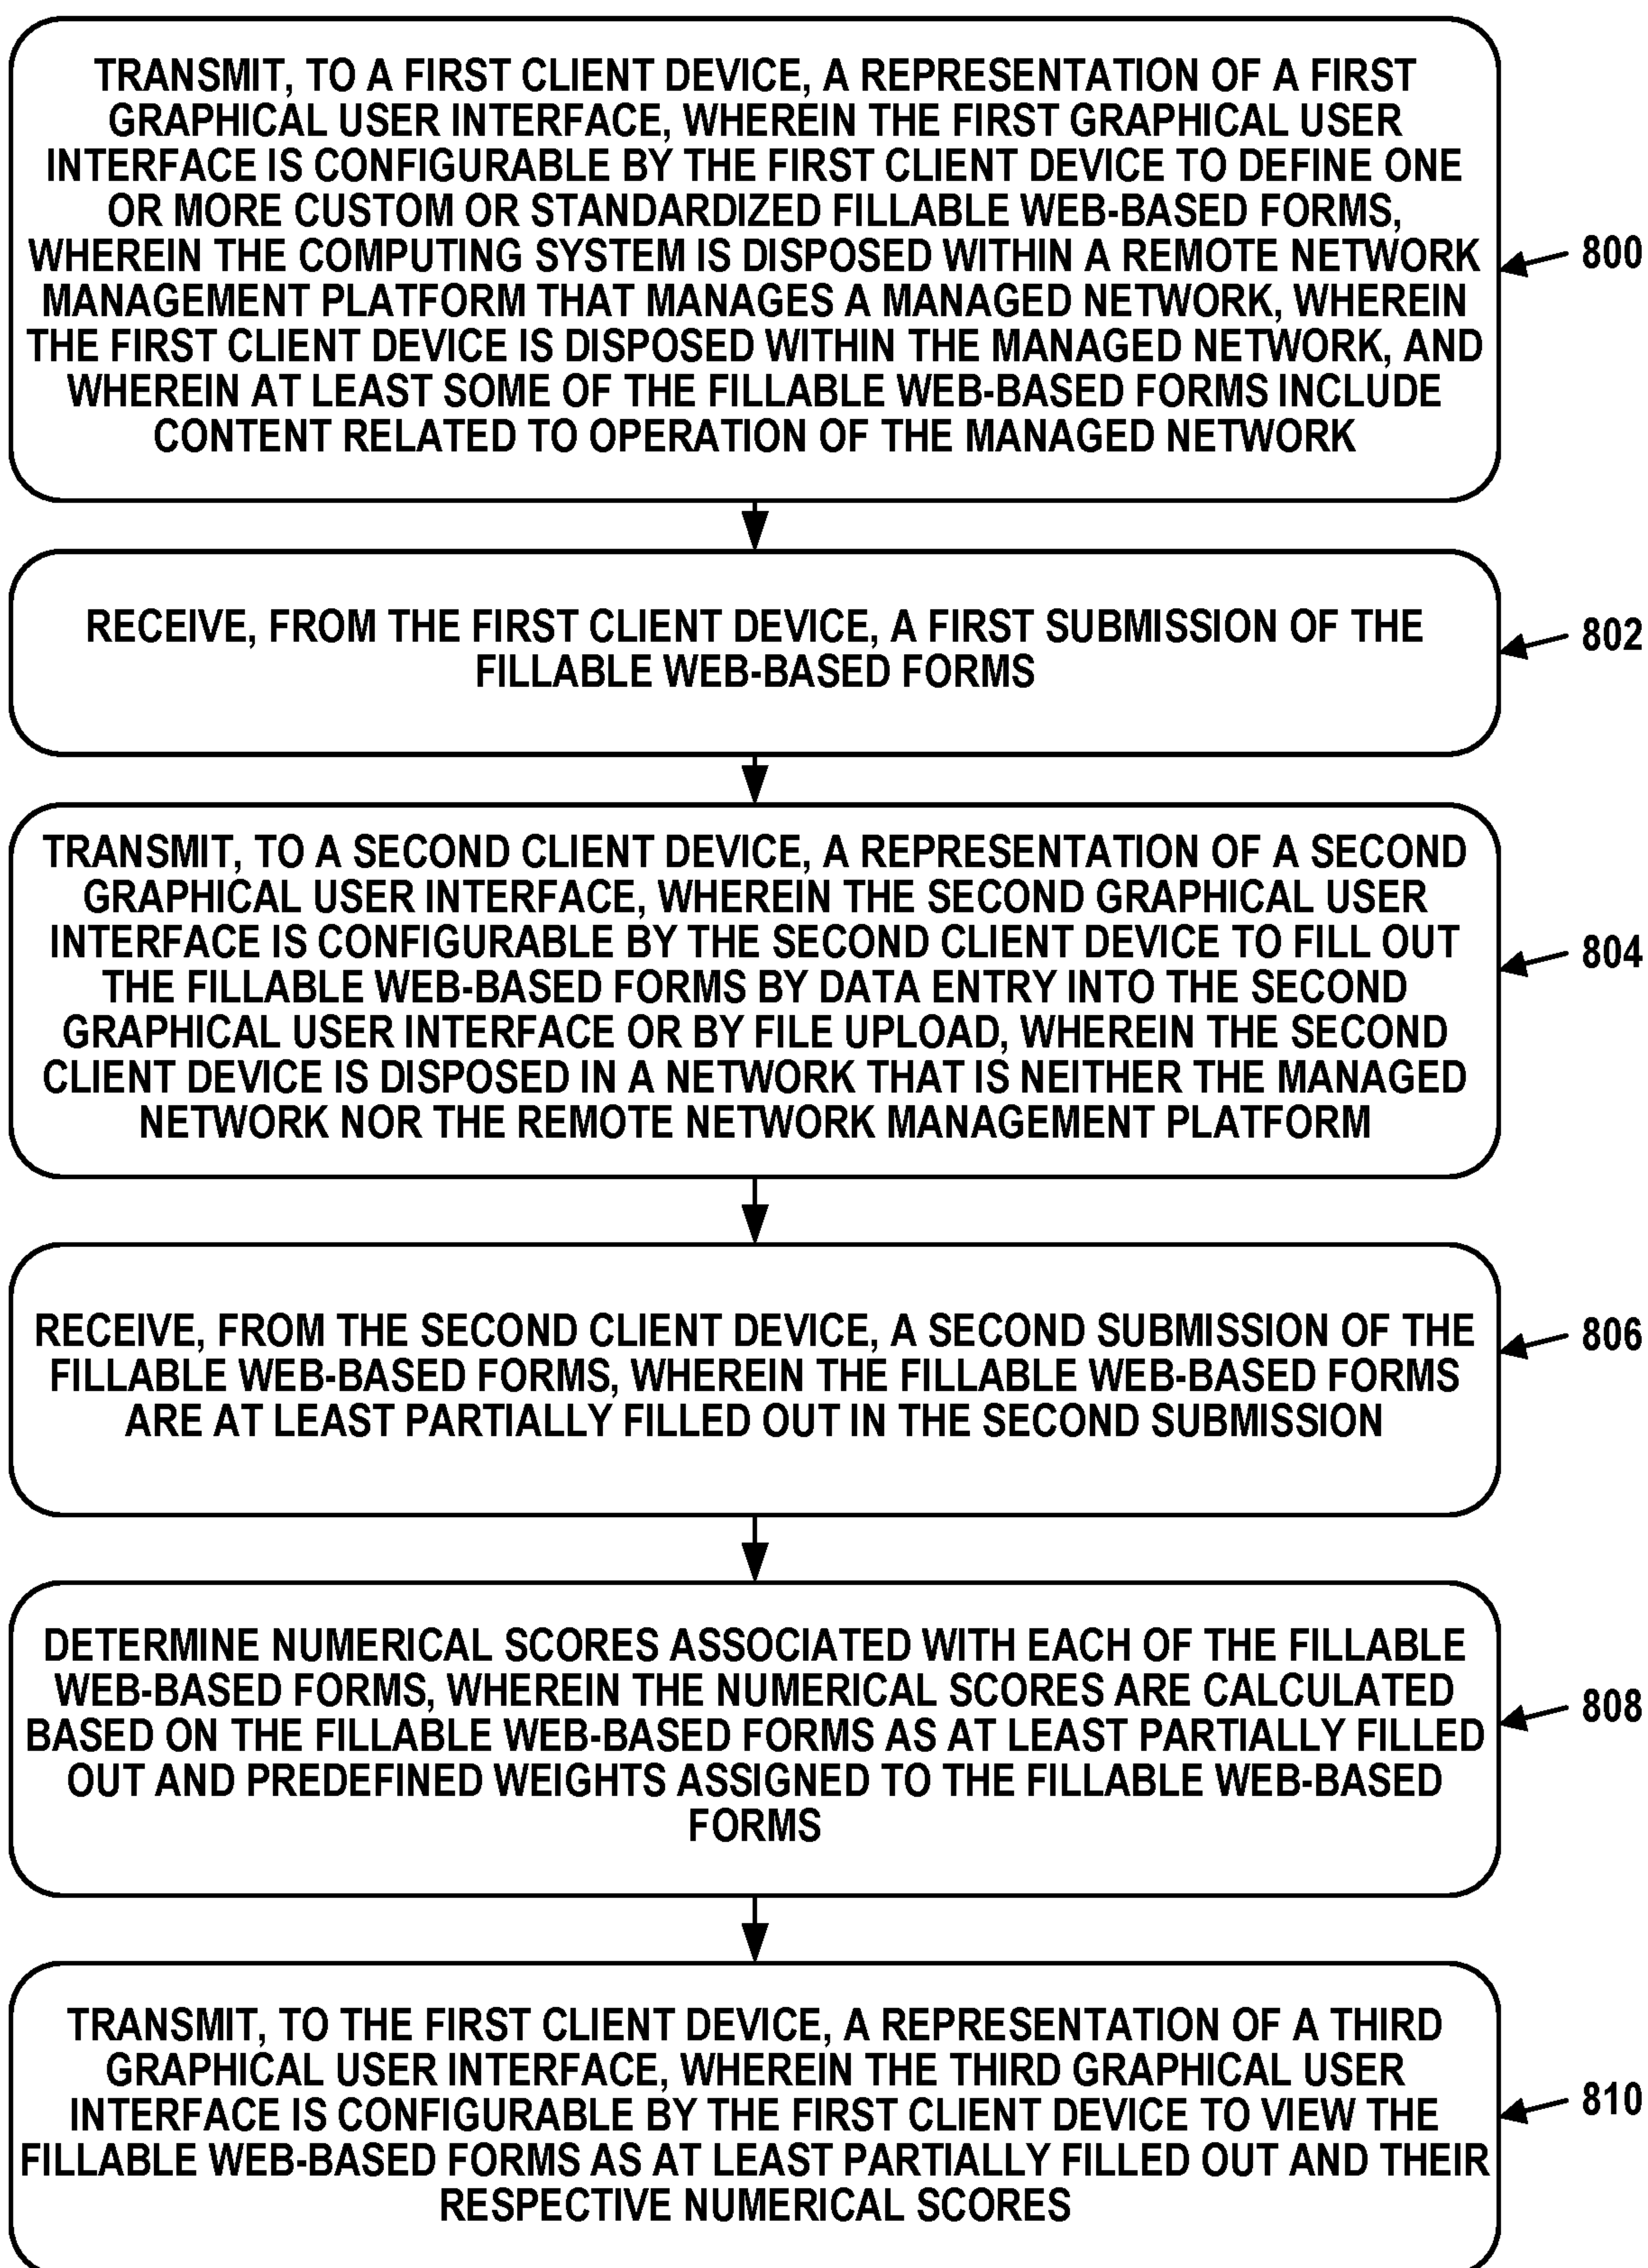 TRANSMIT, TO A FIRST CLIENT DEVICE, A REPRESENTATION OF A FIRST
GRAPHICAL USER INTERFACE, WHEREIN THE FIRST GRAPHICAL USER
INTERFACE IS CONFIGURABLE BY THE FIRST CLIENT DEVICE TO DEFINE ONE
OR MORE CUSTOM OR STANDARDIZED FILLABLE WEB-BASED FORMS,
WHEREIN THE COMPUTING SYSTEM IS DISPOSED WITHIN A REMOTE NETWORK
MANAGEMENT PLATFORM THAT MANAGES A MANAGED NETWORK, WHEREIN
THE FIRST CLIENT DEVICE IS DISPOSED WITHIN THE MANAGED NETWORK, AND
WHEREIN AT LEAST SOME OF THE FILLABLE WEB-BASED FORMS INCLUDE
CONTENT RELATED TO OPERATION OF THE MANAGED NETWORK
800
RECEIVE, FROM THE FIRST CLIENT DEVICE, A FIRST SUBMISSION OF THE
FILLABLE WEB-BASED FORMS
802
TRANSMIT, TO A SECOND CLIENT DEVICE, A REPRESENTATION OF A SECOND
GRAPHICAL USER INTERFACE, WHEREIN THE SECOND GRAPHICAL USER
INTERFACE IS CONFIGURABLE BY THE SECOND CLIENT DEVICE TO FILL OUT
THE FILLABLE WEB-BASED FORMS BY DATA ENTRY INTO THE SECOND
GRAPHICAL USER INTERFACE OR BY FILE UPLOAD, WHEREIN THE SECOND
CLIENT DEVICE IS DISPOSED IN A NETWORK THAT IS NEITHER THE MANAGED
NETWORK NOR THE REMOTE NETWORK MANAGEMENT PLATFORM
804
RECEIVE, FROM THE SECOND CLIENT DEVICE, A SECOND SUBMISSION OF THE
FILLABLE WEB-BASED FORMS, WHEREIN THE FILLABLE WEB-BASED FORMS
ARE AT LEAST PARTIALLY FILLED OUT IN THE SECOND SUBMISSION
806
DETERMINE NUMERICAL SCORES ASSOCIATED WITH EACH OF THE FILLABLE
WEB-BASED FORMS, WHEREIN THE NUMERICAL SCORES ARE CALCULATED
BASED ON THE FILLABLE WEB-BASED FORMS AS AT LEAST PARTIALLY FILLED
OUT AND PREDEFINED WEIGHTS ASSIGNED TO THE FILLABLE WEB-BASED
FORMS
808
TRANSMIT, TO THE FIRST CLIENT DEVICE, A REPRESENTATION OF A THIRD
GRAPHICAL USER INTERFACE, WHEREIN THE THIRD GRAPHICAL USER
INTERFACE IS CONFIGURABLE BY THE FIRST CLIENT DEVICE TO VIEW THE
FILLABLE WEB-BASED FORMS AS AT LEAST PARTIALLY FILLED OUT AND THEIR
RESPECTIVE NUMERICAL SCORES
810